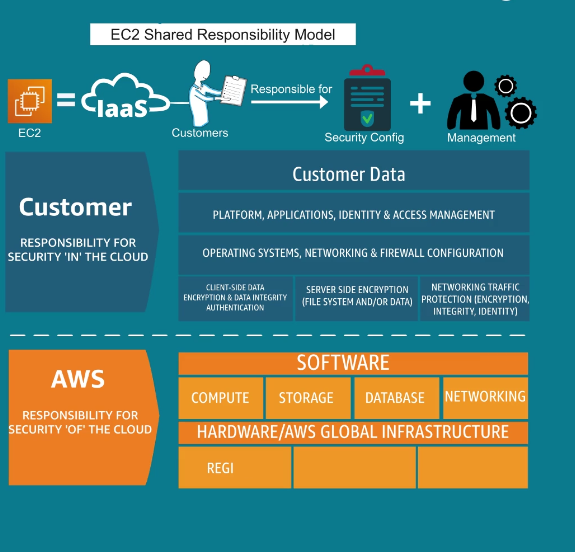 EC2 Shared Responsibility Model
EC2
=
IaaS
Customers
Responsible for
Security Config
+
Management
Customer
RESPONSIBILITY FOR
SECURITY 'IN' THE CLOUD
Customer Data
PLATFORM, APPLICATIONS, IDENTITY & ACCESS MANAGEMENT
OPERATING SYSTEMS, NETWORKING & FIREWALL CONFIGURATION
CLIENT-SIDE DATA
ENCRYPTION & DATA INTEGRITY
AUTHENTICATION
SERVER SIDE ENCRYPTION
(FILE SYSTEM AND/OR DATA)
NETWORKING TRAFFIC
PROTECTION (ENCRYPTION,
INTEGRITY, IDENTITY)
AWS
RESPONSIBILITY FOR
SECURITY 'OF' THE CLOUD
SOFTWARE
COMPUTE
STORAGE
DATABASE
NETWORKING
HARDWARE/AWS GLOBAL INFRASTRUCTURE
REGI